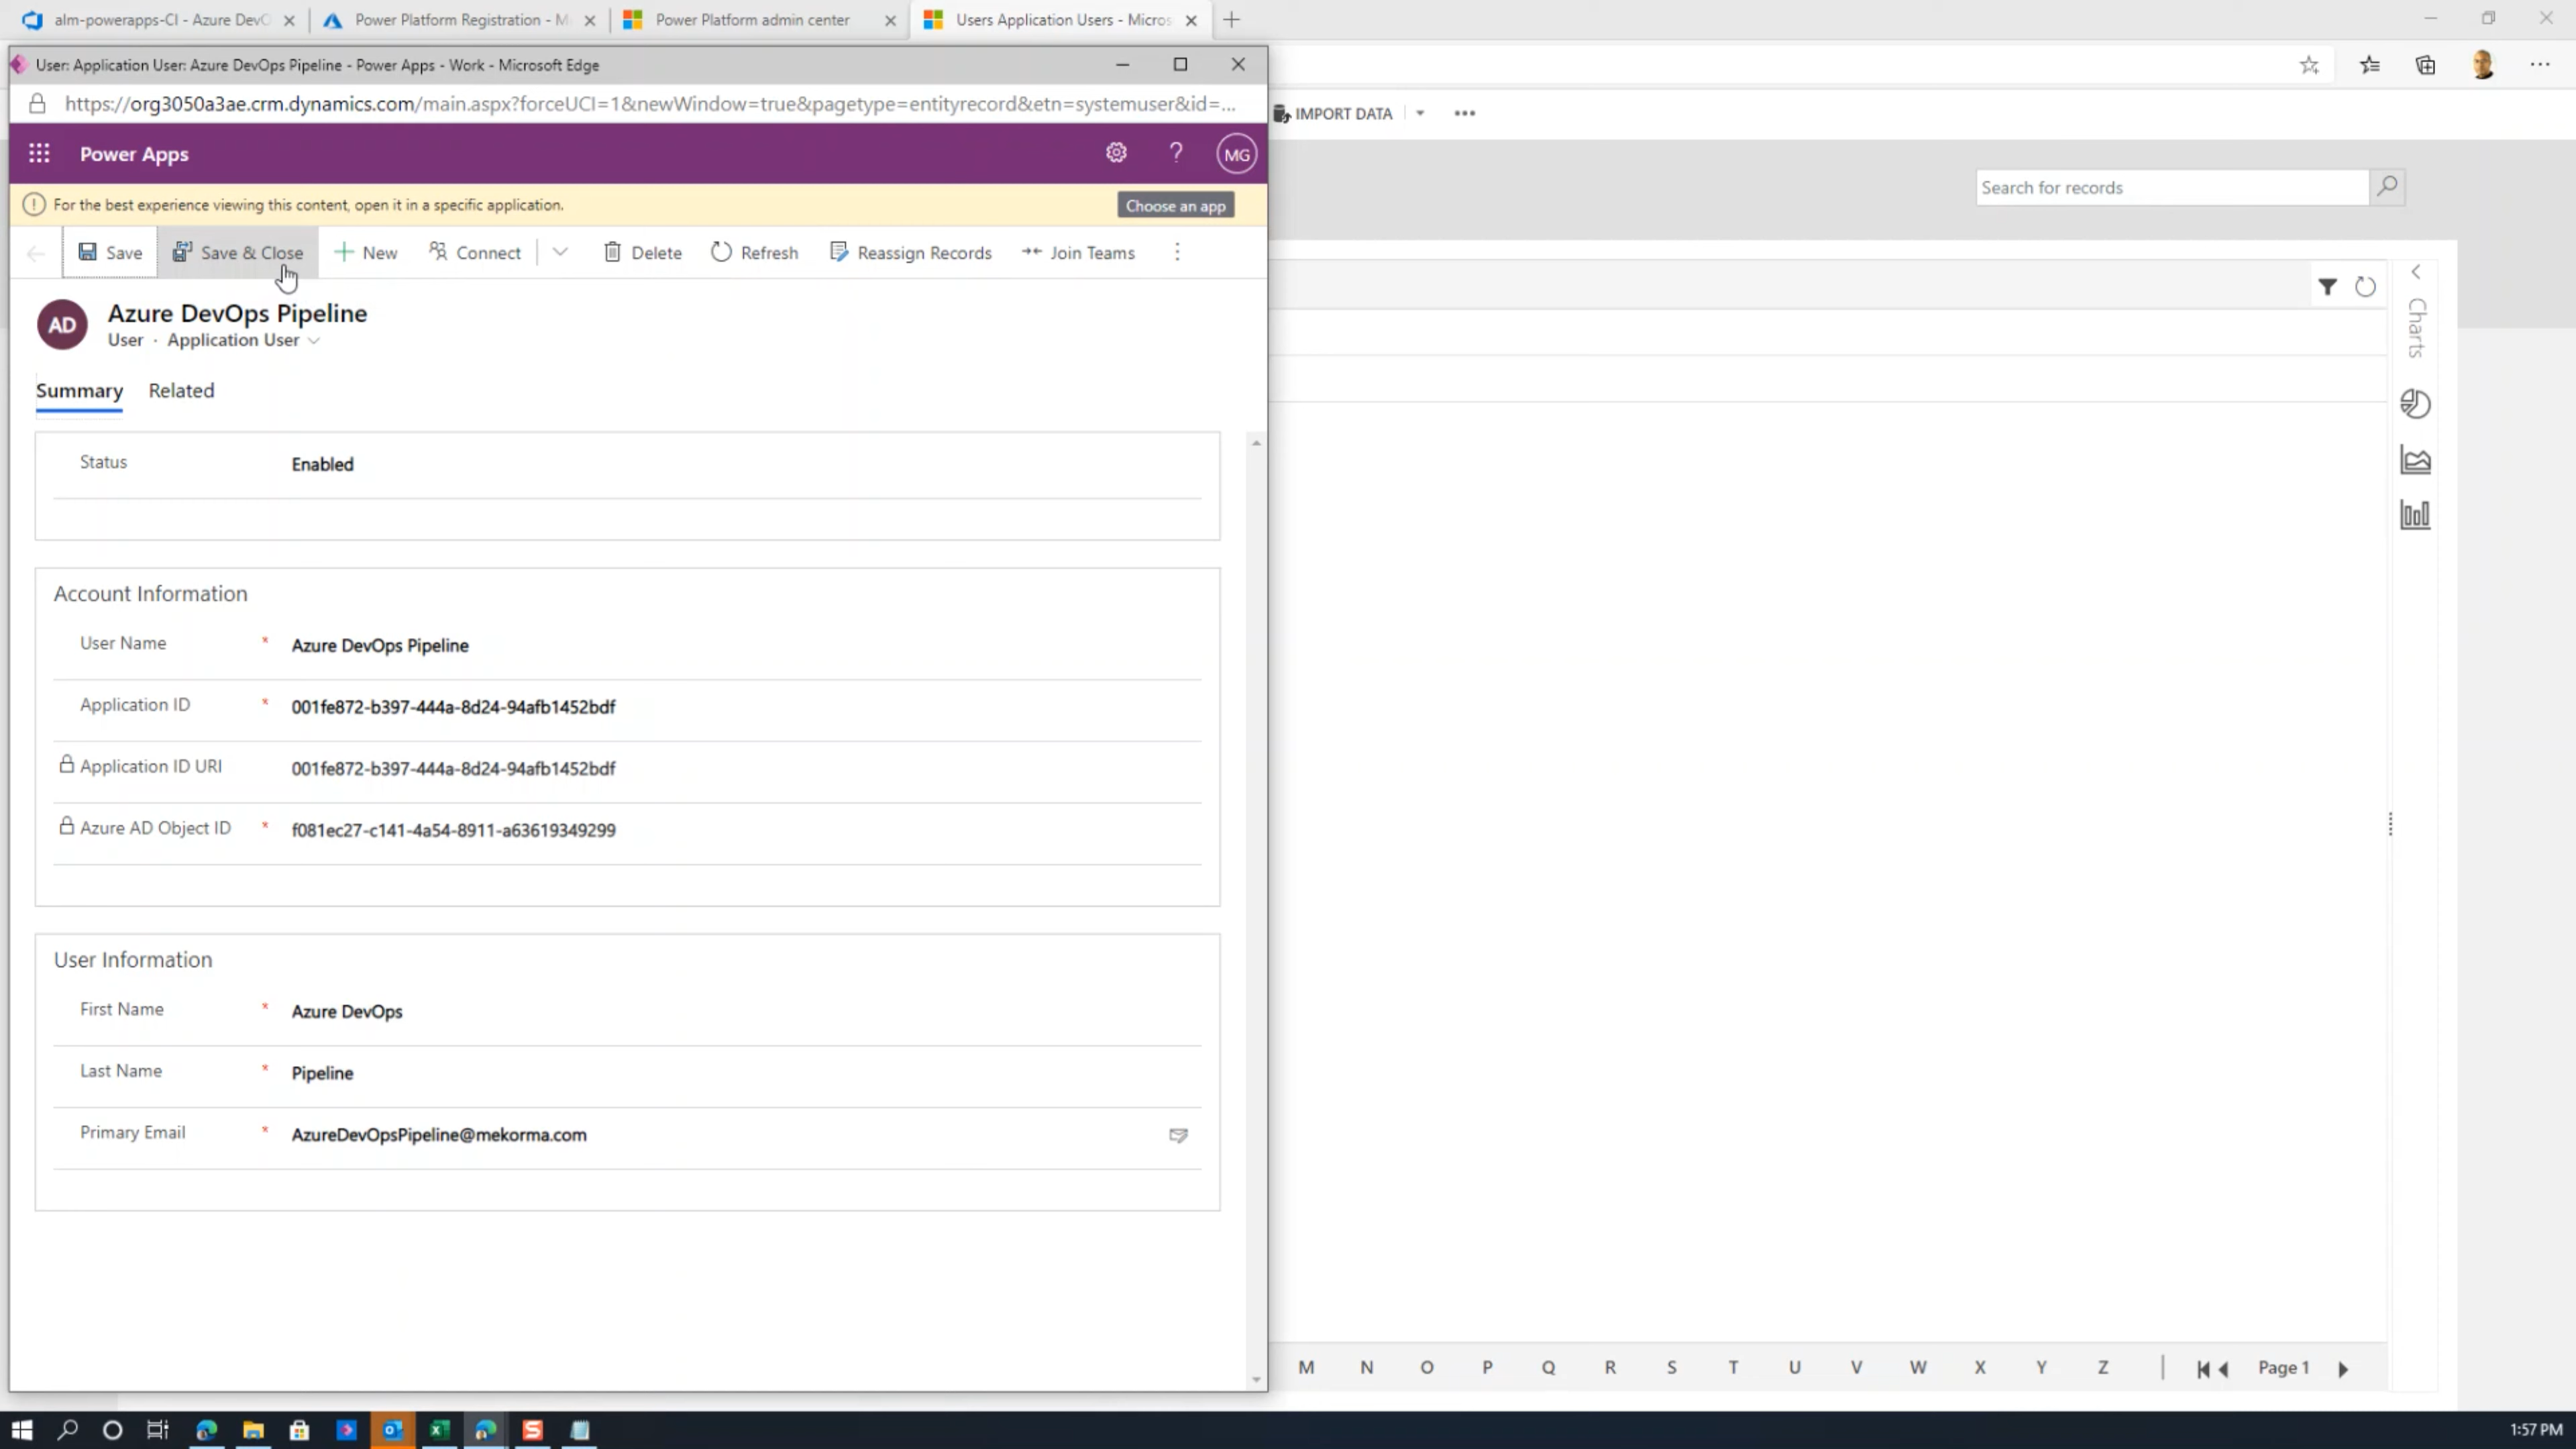 alm-powerapps-CI - Azure DevO
Power Platform Registration - M
Power Platform admin center
Users Application Users - Micros
User: Application User: Azure DevOps Pipeline - Power Apps - Work - Microsoft Edge
https://org3050a3ae.crm.dynamics.com/main.aspx?forceUCI=1&newWindow=true&pagetype=entityrecord&etn=systemuser&id=...
IMPORT DATA
Power Apps
MG
Search for records
For the best experience viewing this content, open it in a specific application.
Choose an app
Save
Save & Close
New
Connect
Delete
Refresh
Reassign Records
Join Teams
AD
Azure DevOps Pipeline
User · Application User
Charts
Summary
Related
Status
Enabled
Account Information
User Name * Azure DevOps Pipeline
Application ID * 001fe872-b397-444a-8d24-94afb1452bdf
Application ID URI 001fe872-b397-444a-8d24-94afb1452bdf
Azure AD Object ID * f081ec27-c141-4a54-8911-a63619349299
User Information
First Name * Azure DevOps
Last Name * Pipeline
Primary Email * AzureDevOpsPipeline@mekorma.com
M N O P Q R S T U V W X Y Z
Page 1
1:57 PM